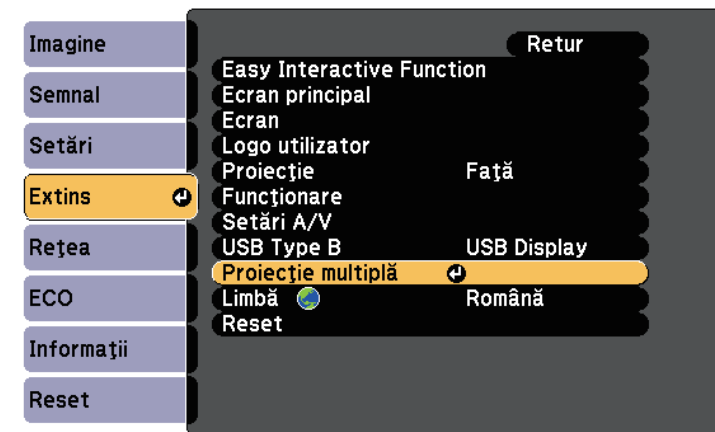 Imagine
Semnal
Setări
Extins
Reţea
ECO
Informaţii
Reset
Retur
Easy Interactive Function
Ecran principal
Ecran
Logo utilizator
Proiecţie Faţă
Funcţionare
Setări A/V
USB Type B USB Display
Proiecţie multiplă
Limbă Română
Reset